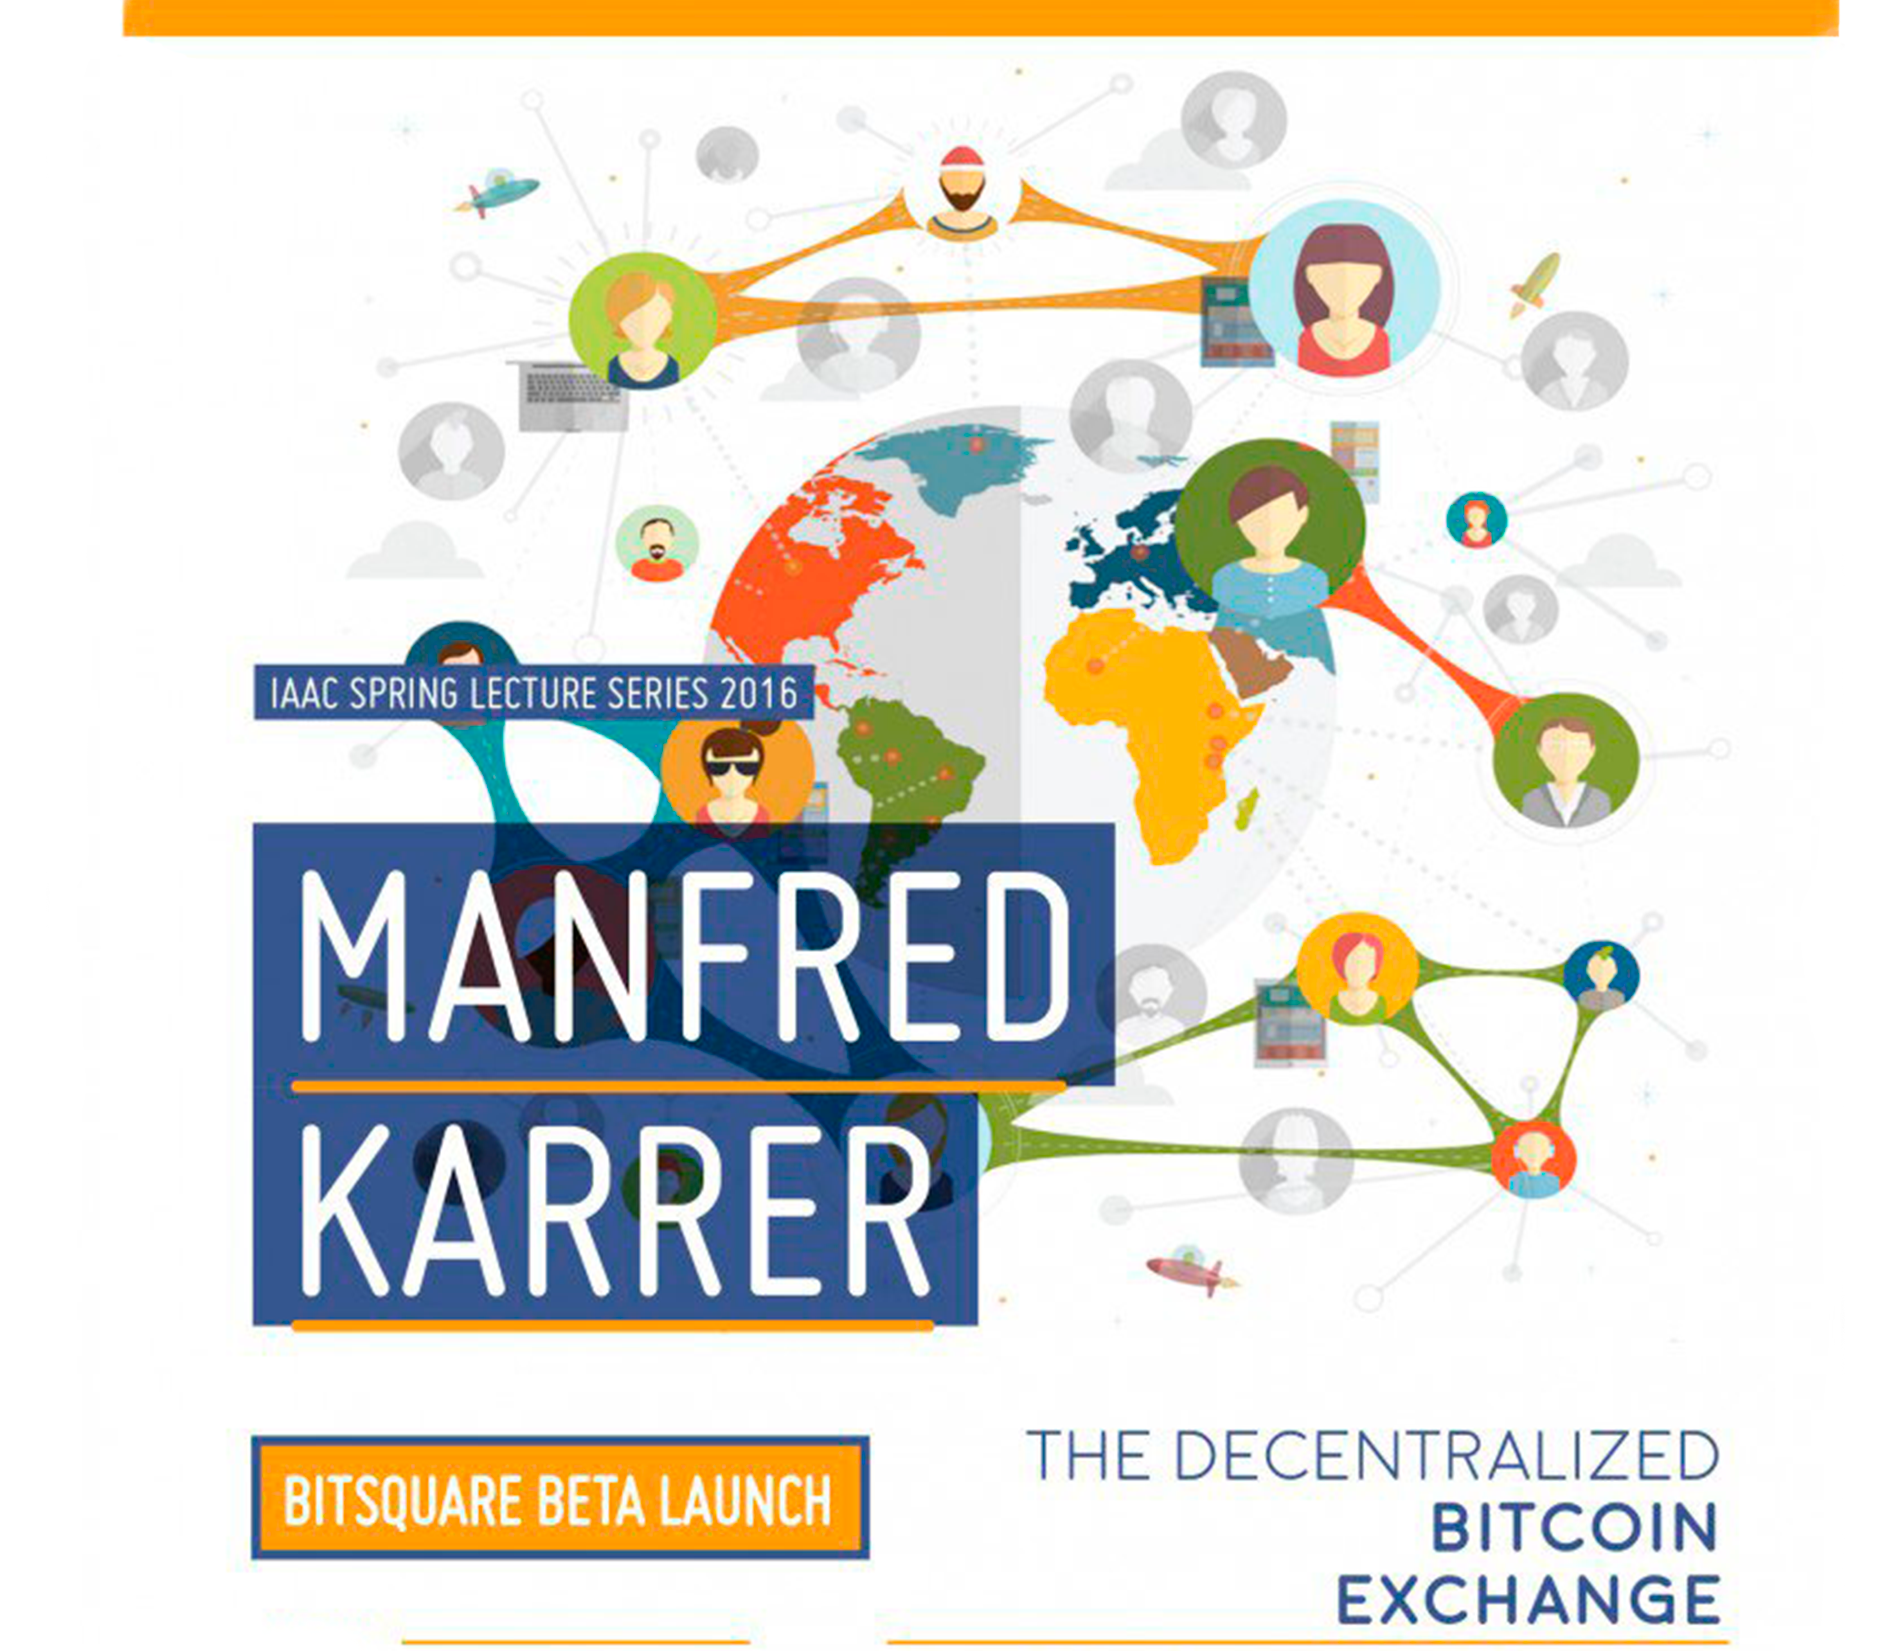 IAAC SPRING LECTURE SERIES 2016
MANFRED
KARRER
BITSQUARE BETA LAUNCH
THE DECENTRALIZED
BITCOIN
EXCHANGE